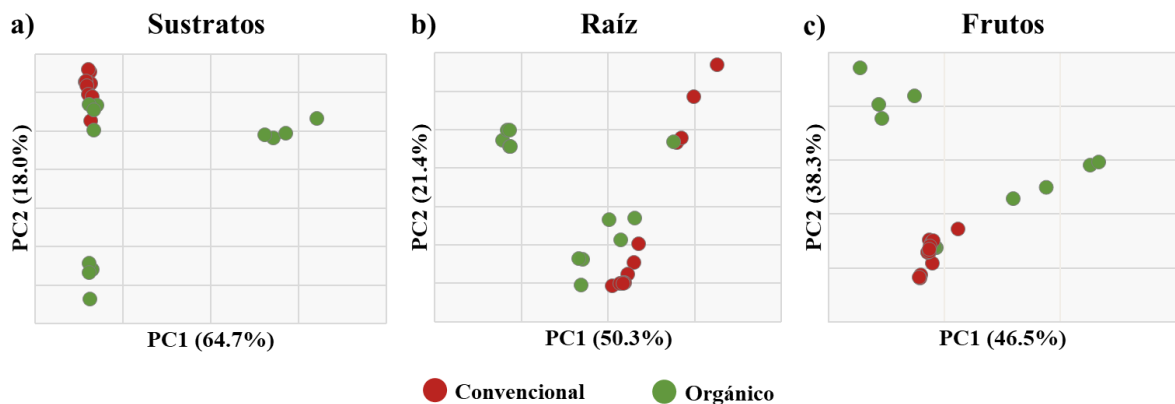 a) Sustratos
b) Raíz
c) Frutos
PC2 (18.0%)
PC1 (64.7%)
PC2 (21.4%)
PC1 (50.3%)
PC2 (38.3%)
PC1 (46.5%)
Convencional
Orgánico